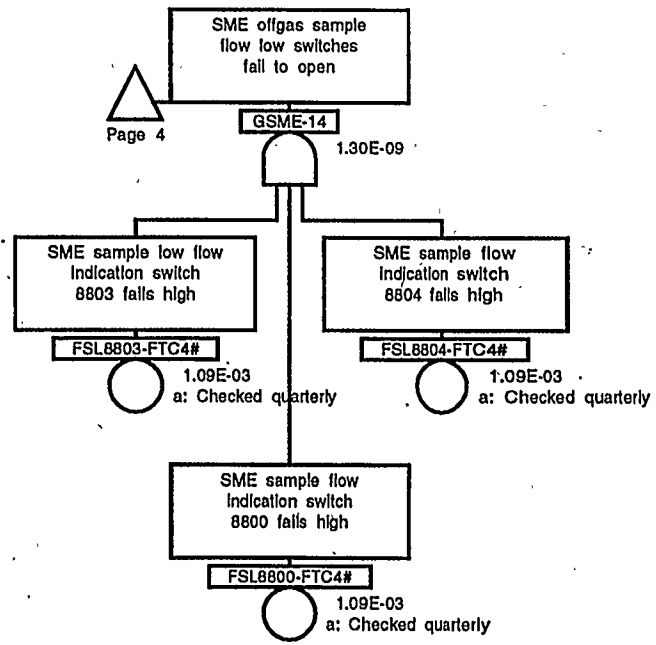 SME offgas sample
flow low switches
fail to open
Page 4
GSME-14
1.30E-09
SME sample low flow
indication switch
8803 fails high
SME sample flow
indication switch
8804 fails high
FSL8803-FTC4#
FSL8804-FTC4#
1.09E-03
a: Checked quarterly
1.09E-03
a: Checked quarterly
SME sample flow
indication switch
8800 fails high
FSL8800-FTC4#
1.09E-03
a: Checked quarterly